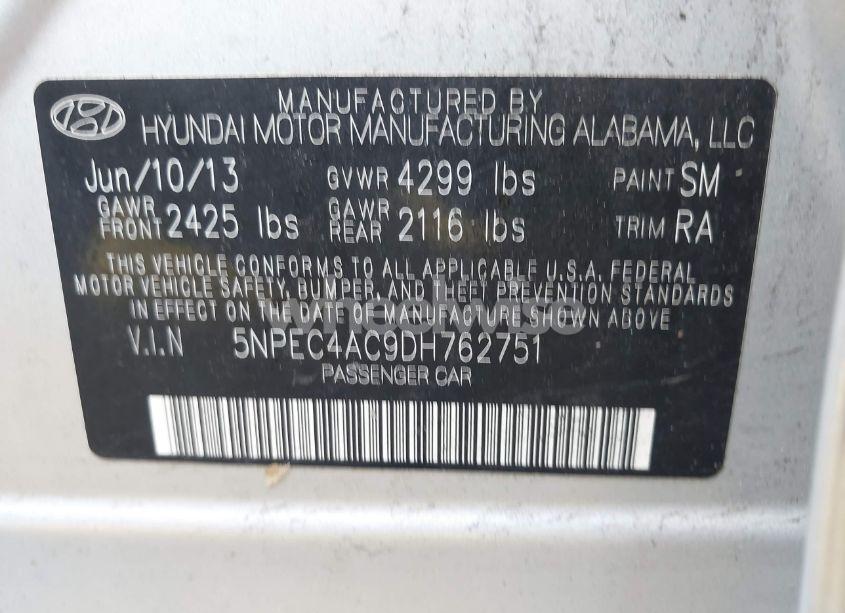 MANUFACTURED BY
HYUNDAI MOTOR MANUFACTURING ALABAMA, LLC
Jun/10/13 GVWR 4299 lbs PAINT SM
GAWR FRONT 2425 lbs GAWR REAR 2116 lbs TRIM RA
THIS VEHICLE CONFORMS TO ALL APPLICABLE U.S.A. FEDERAL
MOTOR VEHICLE SAFETY, BUMPER, AND THEFT PREVENTION STANDARDS
IN EFFECT ON THE DATE OF MANUFACTURE SHOWN ABOVE.
V.I.N 5NPEC4AC9DH762751
PASSENGER CAR